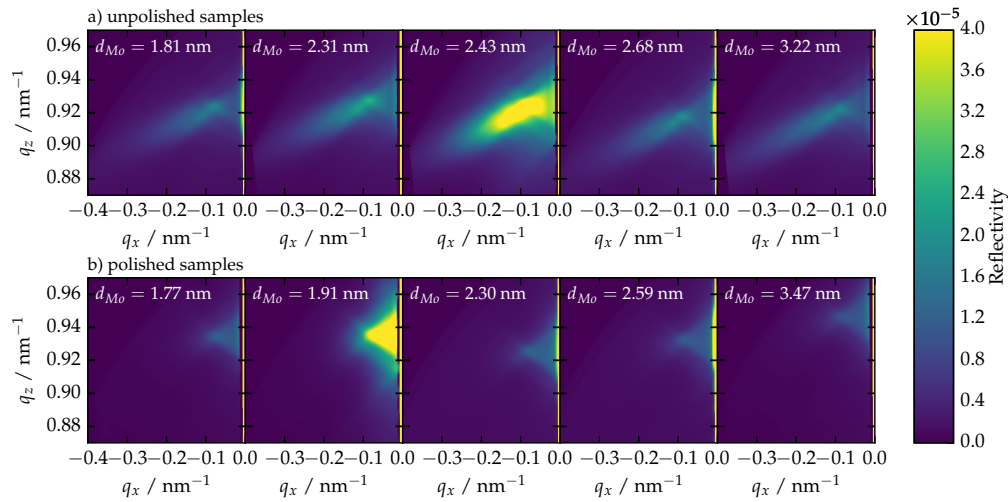 a) unpolished samples
d_Mo = 1.81 nm d_Mo = 2.31 nm d_Mo = 2.43 nm d_Mo = 2.68 nm d_Mo = 3.22 nm
0.96
0.94
0.92
0.90
0.88
q_z / nm⁻¹
−0.4 −0.3 −0.2 −0.1 0.0 −0.3 −0.2 −0.1 0.0 −0.3 −0.2 −0.1 0.0 −0.3 −0.2 −0.1 0.0 −0.3 −0.2 −0.1 0.0
q_x / nm⁻¹ q_x / nm⁻¹ q_x / nm⁻¹ q_x / nm⁻¹ q_x / nm⁻¹
b) polished samples
d_Mo = 1.77 nm d_Mo = 1.91 nm d_Mo = 2.30 nm d_Mo = 2.59 nm d_Mo = 3.47 nm
0.96
0.94
0.92
0.90
0.88
q_z / nm⁻¹
−0.4 −0.3 −0.2 −0.1 0.0 −0.3 −0.2 −0.1 0.0 −0.3 −0.2 −0.1 0.0 −0.3 −0.2 −0.1 0.0 −0.3 −0.2 −0.1 0.0
q_x / nm⁻¹ q_x / nm⁻¹ q_x / nm⁻¹ q_x / nm⁻¹ q_x / nm⁻¹
×10⁻⁵
4.0
3.6
3.2
2.8
2.4
2.0
1.6
1.2
0.8
0.4
0.0
Reflectivity